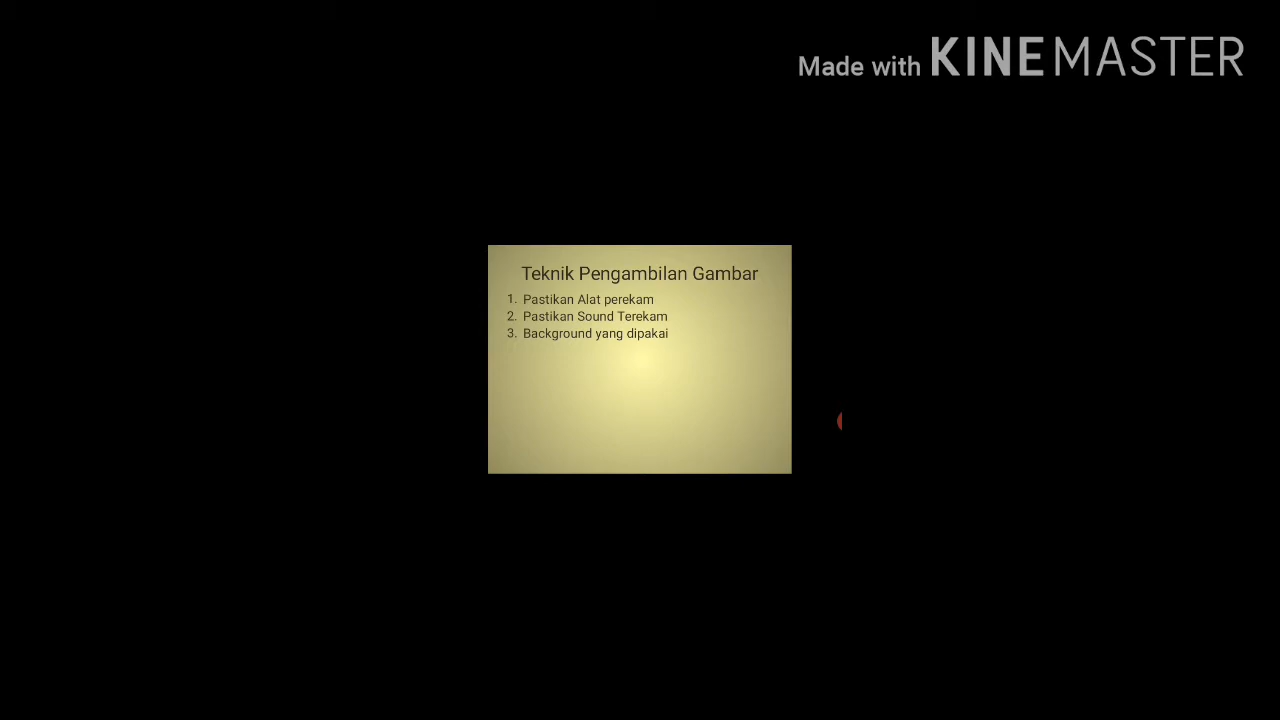 Made with KINEMASTER
Teknik Pengambilan Gambar
1. Pastikan Alat perekam
2. Pastikan Sound Terekam
3. Background yang dipakai